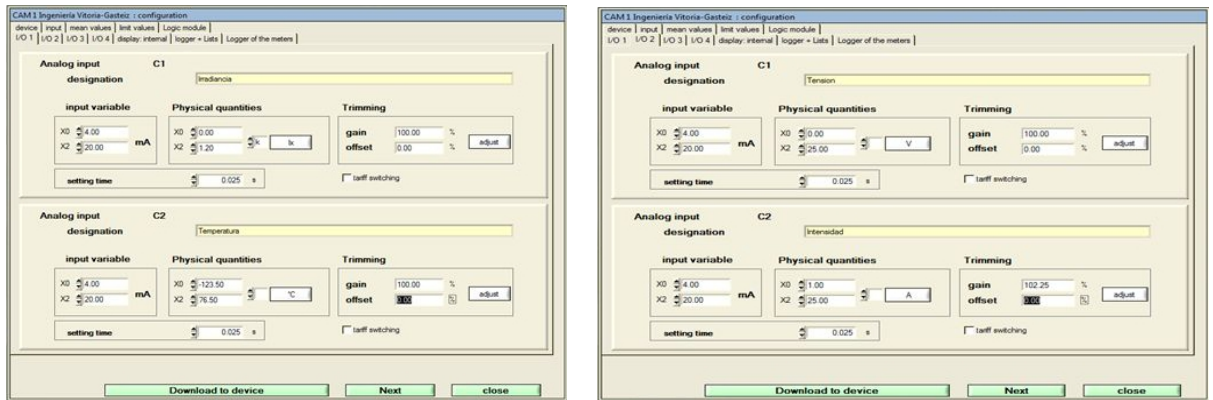 CAM 1 Ingeniería Vitoria-Gasteiz : configuration
device input mean values limit values Logic module
I/O 1 I/O 2 I/O 3 I/O 4 display: internal logger + Lists Logger of the meters
Analog input C1
designation Irradiancia
input variable Physical quantities Trimming
X0 4.00 mA X0 0.00 k lx gain 100.00 % adjust
X2 20.00 X2 1.20 offset 0.00 %
setting time 0.025 s tariff switching
Analog input C2
designation Temperatura
input variable Physical quantities Trimming
X0 4.00 mA X0 -123.50 °C gain 100.00 % adjust
X2 20.00 X2 76.50 offset 0.00 %
setting time 0.025 s tariff switching
Download to device Next close
CAM 1 Ingeniería Vitoria-Gasteiz : configuration
device input mean values limit values Logic module
I/O 1 I/O 2 I/O 3 I/O 4 display: internal logger + Lists Logger of the meters
Analog input C1
designation Tension
input variable Physical quantities Trimming
X0 4.00 mA X0 0.00 V gain 100.00 % adjust
X2 20.00 X2 25.00 offset 0.00 %
setting time 0.025 s tariff switching
Analog input C2
designation Intensidad
input variable Physical quantities Trimming
X0 4.00 mA X0 1.00 A gain 102.25 % adjust
X2 20.00 X2 25.00 offset 0.00 %
setting time 0.025 s tariff switching
Download to device Next close